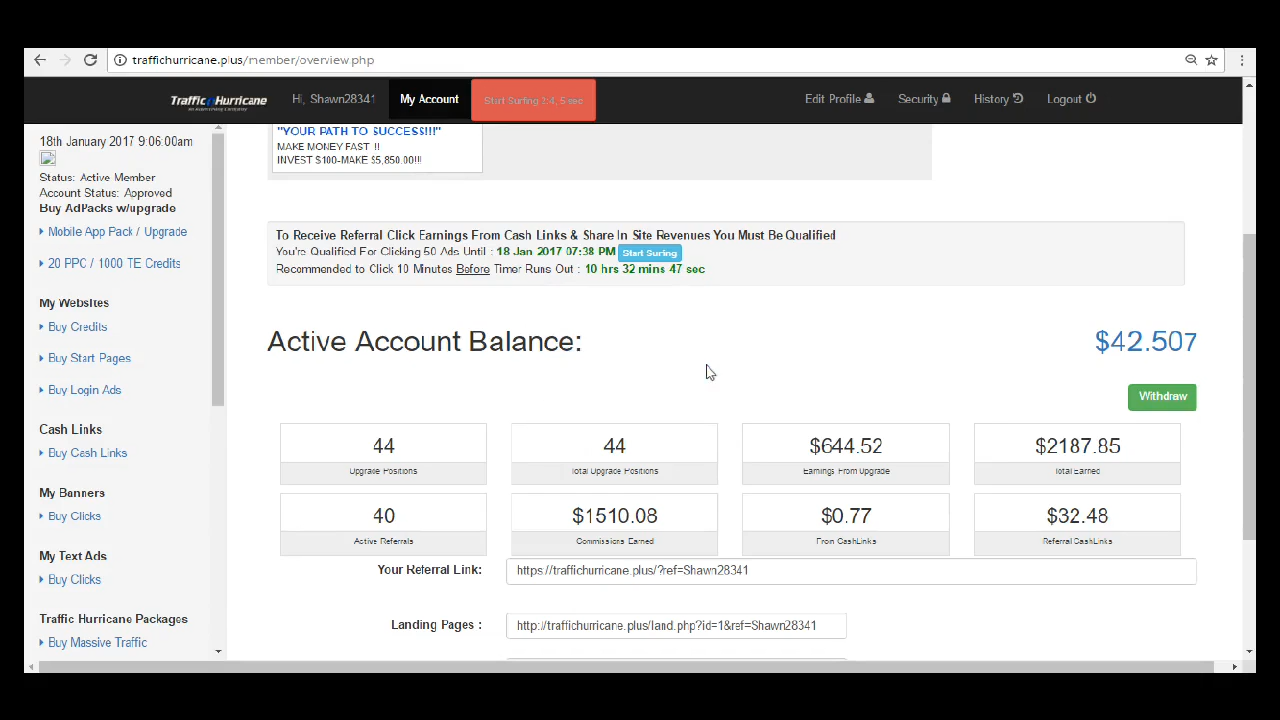 traffichurricane.plus/member/overview.php
Traffic Hurricane
Hi, Shawn28341
My Account
Edit Profile
Security
History
Logout
18th January 2017 9:06:00am
Status: Active Member
Account Status: Approved
Buy AdPacks w/upgrade
Mobile App Pack / Upgrade
20 PPC / 1000 TE Credits
My Websites
Buy Credits
Buy Start Pages
Buy Login Ads
Cash Links
Buy Cash Links
My Banners
Buy Clicks
My Text Ads
Buy Clicks
Traffic Hurricane Packages
Buy Massive Traffic
"YOUR PATH TO SUCCESS!!!"
MAKE MONEY FAST !!
INVEST $100-MAKE $5,850.00!!!
To Receive Referral Click Earnings From Cash Links & Share In Site Revenues You Must Be Qualified
You're Qualified For Clicking 50 Ads Until : 18 Jan 2017 07:38 PM Start Surfing
Recommended to Click 10 Minutes Before Timer Runs Out : 10 hrs 32 mins 47 sec
Active Account Balance:
$42.507
Withdraw
44
Upgrade Positions
44
Total Upgrade Positions
$644.52
Earnings From Upgrade
$2187.85
Total Earned
40
Active Referrals
$1510.08
Commissions Earned
$0.77
From CashLinks
$32.48
Referral CashLinks
Your Referral Link:
https://traffichurricane.plus/?ref=Shawn28341
Landing Pages :
http://traffichurricane.plus/land.php?id=1&ref=Shawn28341